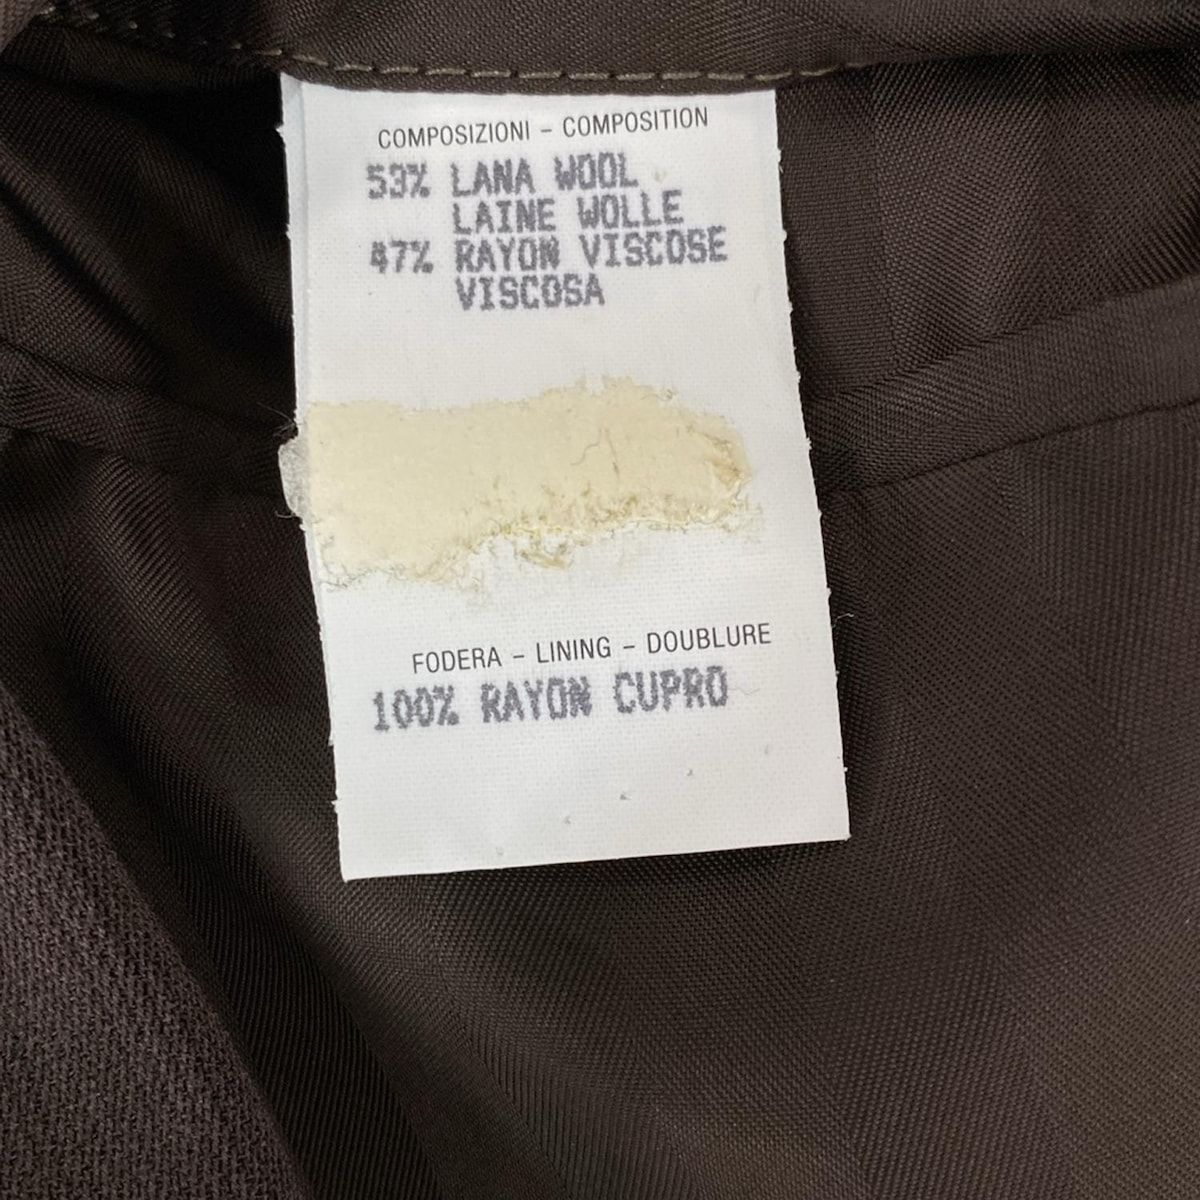 COMPOSIZIONI – COMPOSITION
53% LANA WOOL
LAINE WOLLE
47% RAYON VISCOSE
VISCOSA
FODERA – LINING – DOUBLURE
100% RAYON CUPRO